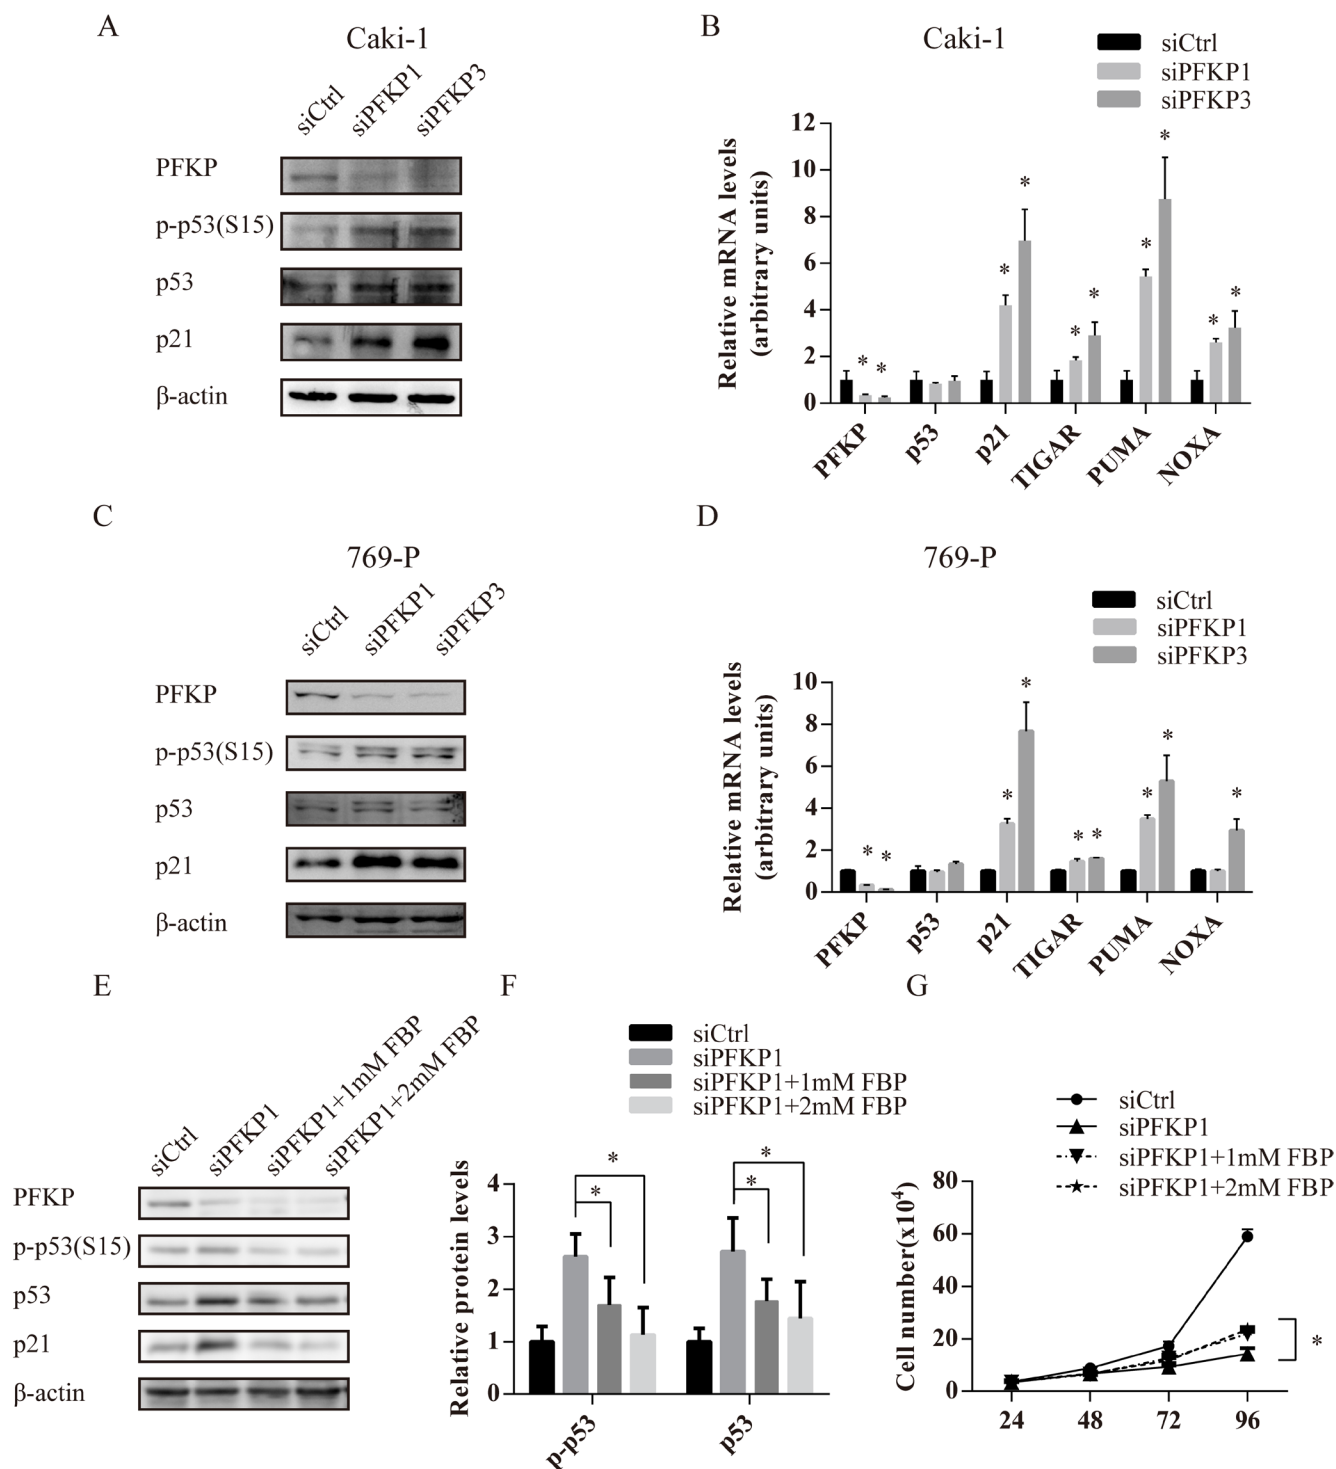 A
Caki-1
siCtrl
siPFKP1
siPFKP3
PFKP
p-p53(S15)
p53
p21
β-actin
B
Caki-1
siCtrl
siPFKP1
siPFKP3
Relative mRNA levels
(arbitrary units)
12
10
8
6
4
2
0
* *
* *
* *
* *
* *
PFKP
p53
p21
TIGAR
PUMA
NOXA
C
769-P
siCtrl
siPFKP1
siPFKP3
PFKP
p-p53(S15)
p53
p21
β-actin
D
769-P
siCtrl
siPFKP1
siPFKP3
Relative mRNA levels
(arbitrary units)
10
8
6
4
2
0
* *
* *
* *
* *
*
PFKP
p53
p21
TIGAR
PUMA
NOXA
E
siCtrl
siPFKP1
siPFKP1+1mM FBP
siPFKP1+2mM FBP
PFKP
p-p53(S15)
p53
p21
β-actin
F
siCtrl
siPFKP1
siPFKP1+1mM FBP
siPFKP1+2mM FBP
Relative protein levels
4
3
2
1
0
*
*
*
*
p-p53
p53
G
siCtrl
siPFKP1
siPFKP1+1mM FBP
siPFKP1+2mM FBP
Cell number(x10⁴)
80
60
40
20
0
*
24
48
72
96